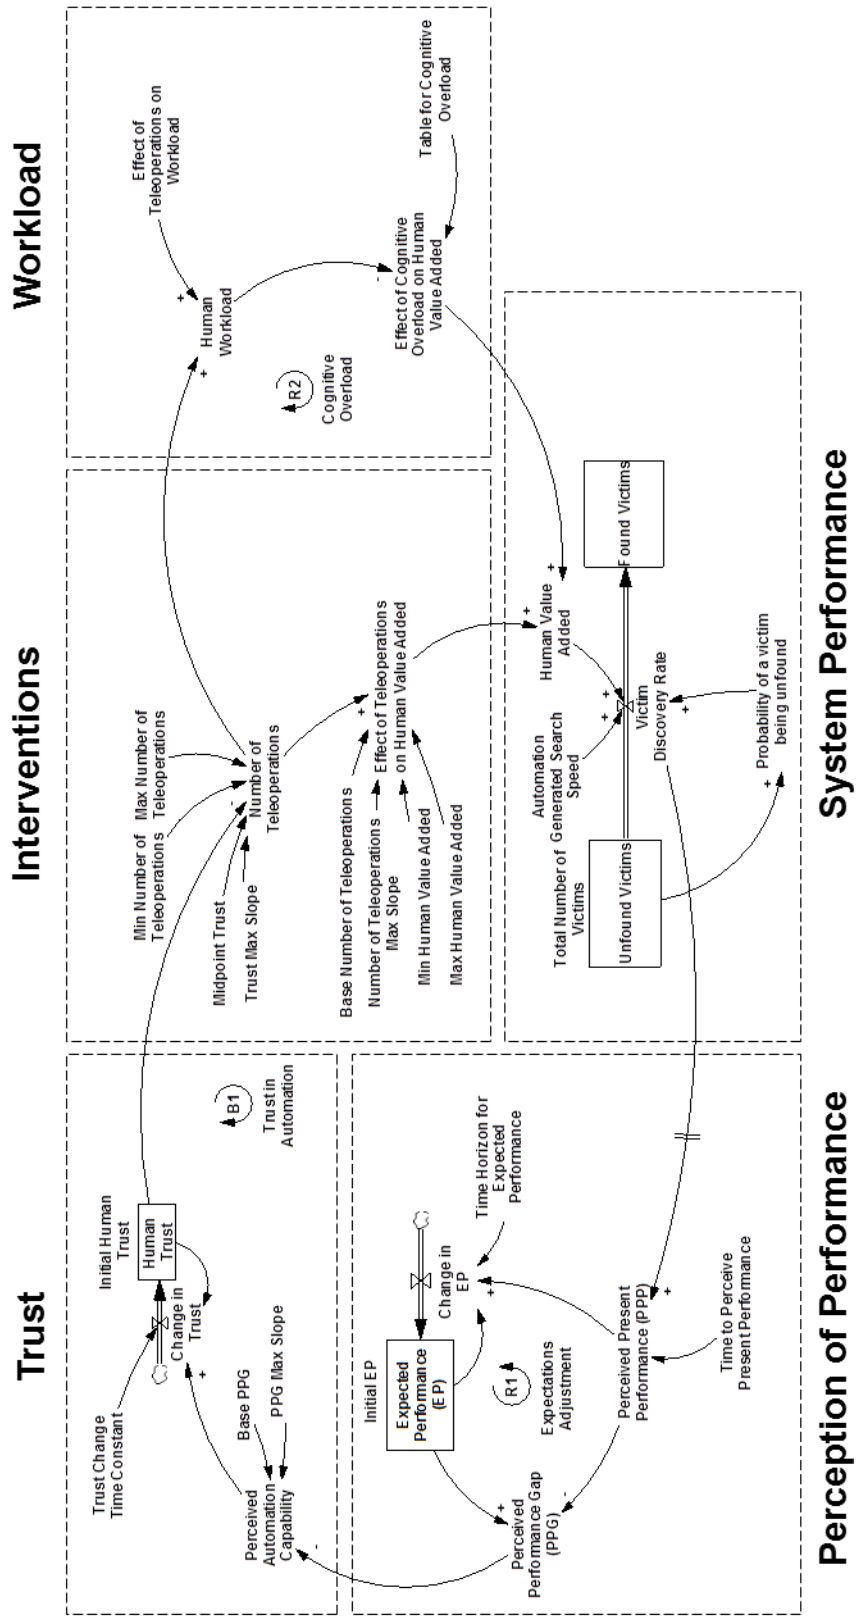 Trust
Interventions
Workload
Trust Change
Time Constant
Initial Human
Trust
Human
Trust
Change in
Trust
+
Perceived
Automation
Capability
-
Base PPG
PPG Max Slope
B1
Trust in
Automation
Min Number of
Teleoperations
Max Number of
Teleoperations
Midpoint Trust
Trust Max Slope
-
Number of
Teleoperations
Base Number of Teleoperations
Number of Teleoperations
Max Slope
Min Human Value Added
Max Human Value Added
+
Effect of Teleoperations
on Human Value Added
Effect of
Teleoperations on
Workload
+
+
Human
Workload
R2
Cognitive
Overload
-
Effect of Cognitive
Overload on Human
Value Added
Table for Cognitive
Overload
Initial EP
Expected
Performance
(EP)
Change in
EP
+
Time Horizon for
Expected
Performance
R1
Expectations
Adjustment
+
-
Perceived
Performance Gap
(PPG)
Perceived Present
Performance (PPP)
+
Time to Perceive
Present Performance
Total Number of
Victims
Unfound Victims
Automation
Generated Search
Speed
+
+
Human Value
Added
+
+
Victim
Discovery Rate
+
Found Victims
+
Probability of a victim
being unfound
Perception of Performance
System Performance